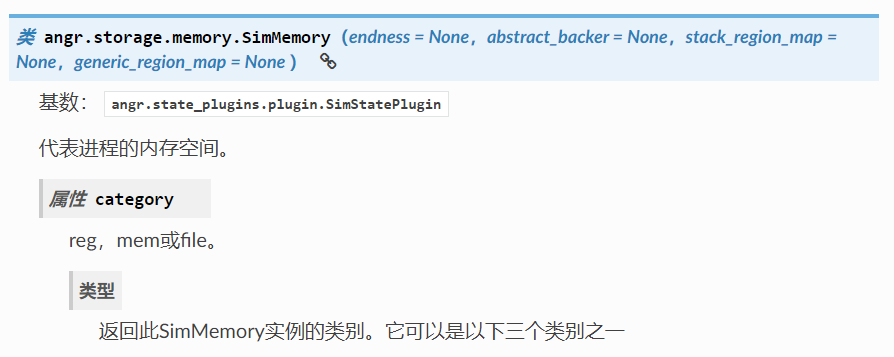 类 angr.storage.memory.SimMemory (endness = None, abstract_backer = None, stack_region_map =
None, generic_region_map = None )
基数： angr.state_plugins.plugin.SimStatePlugin
代表进程的内存空间。
属性 category
reg，mem或file。
类型
返回此SimMemory实例的类别。它可以是以下三个类别之一